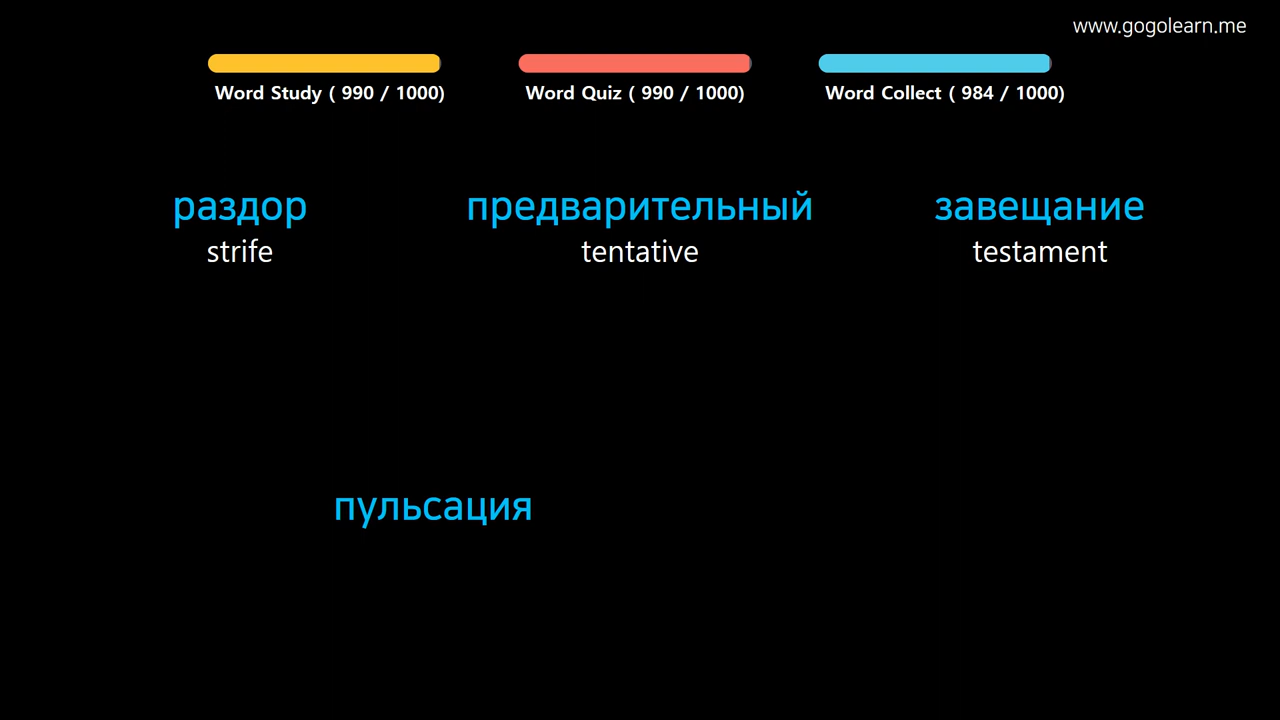 www.gogolearn.me
Word Study ( 990 / 1000)
Word Quiz ( 990 / 1000)
Word Collect ( 984 / 1000)
раздор
strife
предварительный
tentative
завещание
testament
пульсация